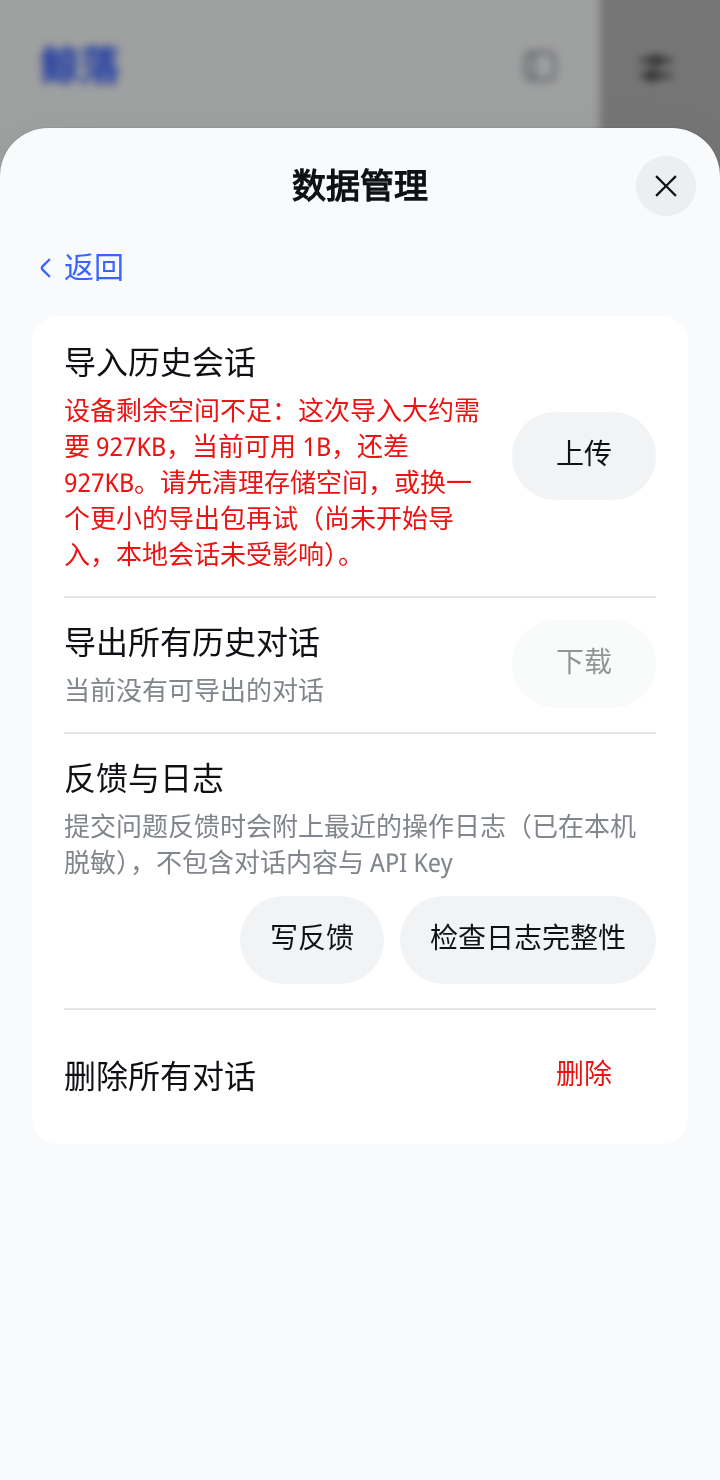 鲸落
数据管理
返回
导入历史会话
设备剩余空间不足：这次导入大约需
要 927KB，当前可用 1B，还差
927KB。请先清理存储空间，或换一
个更小的导出包再试（尚未开始导
入，本地会话未受影响）。
上传
导出所有历史对话
当前没有可导出的对话
下载
反馈与日志
提交问题反馈时会附上最近的操作日志（已在本机
脱敏），不包含对话内容与 API Key
写反馈
检查日志完整性
删除所有对话
删除